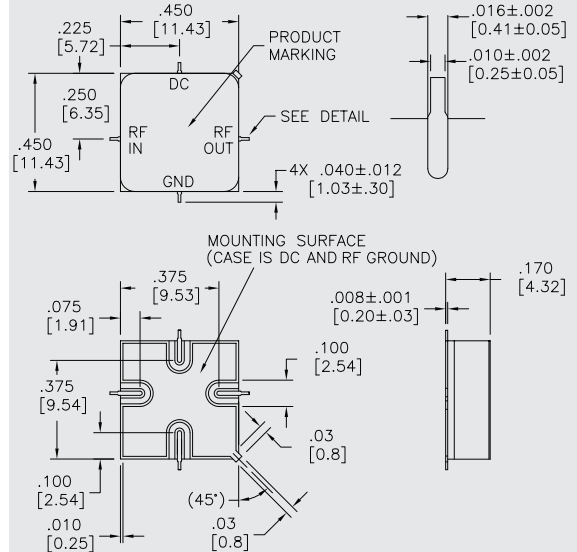 .450
[11.43]
.225
[5.72]
PRODUCT
MARKING
.016±.002
[0.41±0.05]
.010±.002
[0.25±0.05]
DC
.250
[6.35]
.450
[11.43]
RF
IN
RF
OUT
SEE DETAIL
GND
4X .040±.012
[1.03±.30]
MOUNTING SURFACE
(CASE IS DC AND RF GROUND)
.375
[9.53]
.075
[1.91]
.170
[4.32]
.008±.001
[0.20±.03]
.100
[2.54]
.375
[9.54]
.03
[0.8]
.100
[2.54]
(45°)
.010
[0.25]
.03
[0.8]